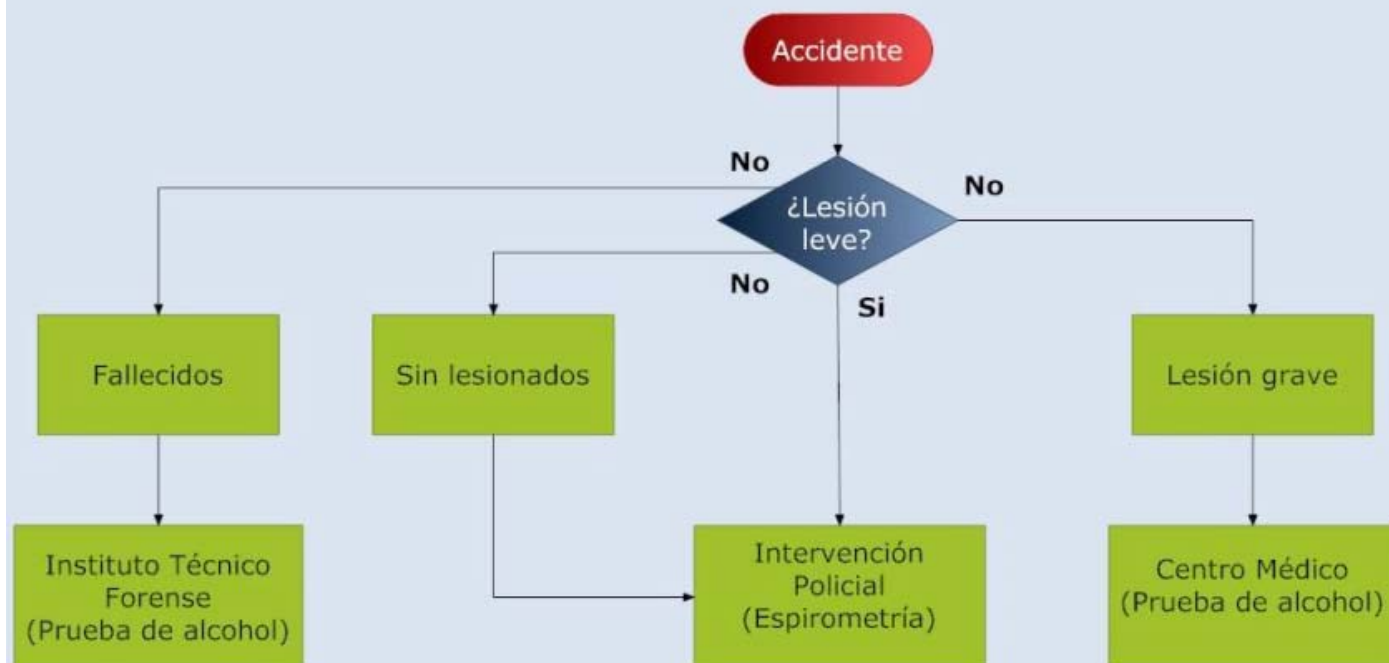 Accidente
No
No
¿Lesión
leve?
No
Si
Fallecidos
Sin lesionados
Lesión grave
Instituto Técnico
Forense
(Prueba de alcohol)
Intervención
Policial
(Espirometría)
Centro Médico
(Prueba de alcohol)